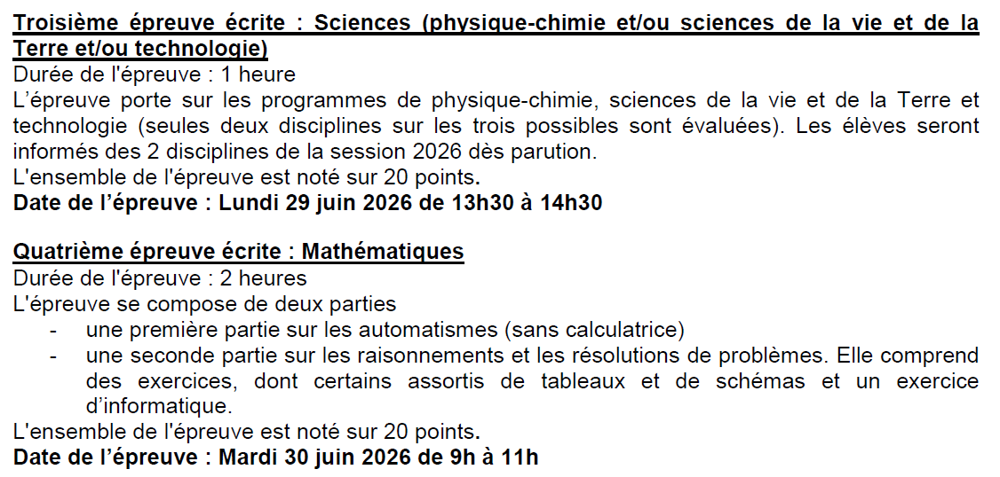 Troisième épreuve écrite : Sciences (physique-chimie et/ou sciences de la vie et de la
Terre et/ou technologie)
Durée de l'épreuve : 1 heure
L’épreuve porte sur les programmes de physique-chimie, sciences de la vie et de la Terre et
technologie (seules deux disciplines sur les trois possibles sont évaluées). Les élèves seront
informés des 2 disciplines de la session 2026 dès parution.
L'ensemble de l'épreuve est noté sur 20 points.
Date de l’épreuve : Lundi 29 juin 2026 de 13h30 à 14h30
Quatrième épreuve écrite : Mathématiques
Durée de l'épreuve : 2 heures
L'épreuve se compose de deux parties
- une première partie sur les automatismes (sans calculatrice)
- une seconde partie sur les raisonnements et les résolutions de problèmes. Elle comprend
des exercices, dont certains assortis de tableaux et de schémas et un exercice
d’informatique.
L'ensemble de l'épreuve est noté sur 20 points.
Date de l’épreuve : Mardi 30 juin 2026 de 9h à 11h